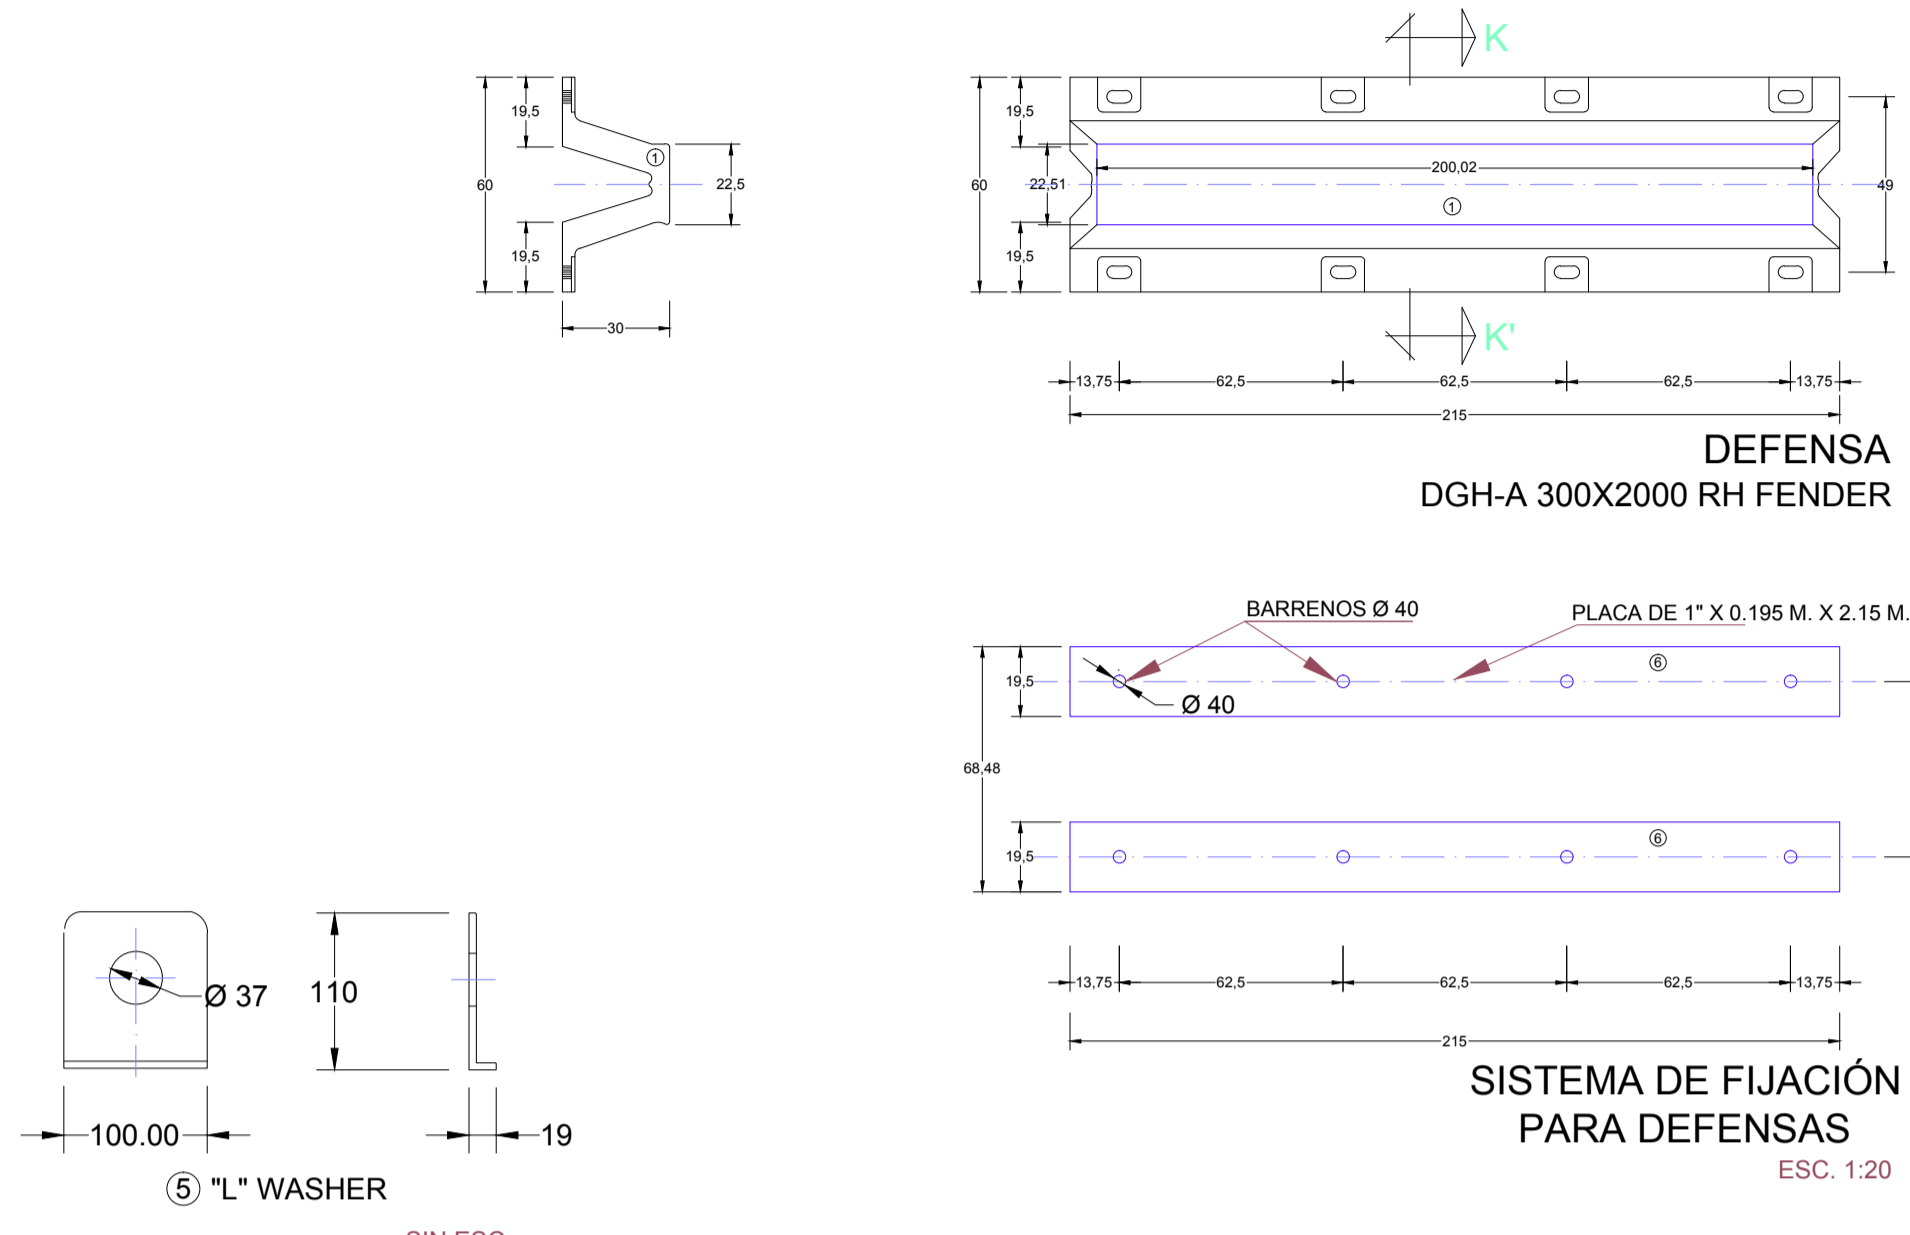 K
19,5
60
①
22,5
19,5
30
19,5
60
22,51
200,02
①
49
19,5
K'
13,75 62,5 62,5 62,5 13,75
215
DEFENSA
DGH-A 300X2000 RH FENDER
BARRENOS Ø 40
PLACA DE 1" X 0.195 M. X 2.15 M.
19,5
⑥
Ø 40
68,48
19,5
⑥
13,75 62,5 62,5 62,5 13,75
215
SISTEMA DE FIJACIÓN
PARA DEFENSAS
ESC. 1:20
Ø 37
110
100.00
19
⑤ "L" WASHER